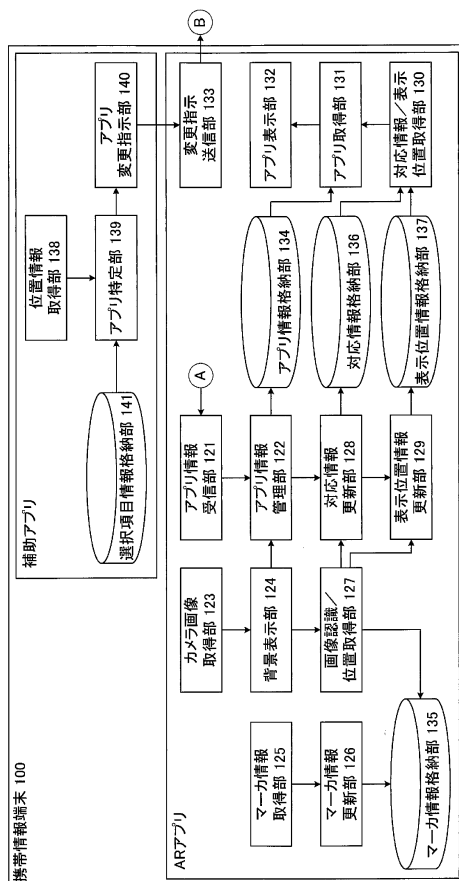 携帯情報端末 100
補助アプリ
位置情報
取得部 138
選択項目情報格納部 141
アプリ特定部 139
アプリ
変更指示部 140
ARアプリ
カメラ画像
取得部 123
アプリ情報
受信部 121
A
変更指示
送信部 133
B
マーカ情報
取得部 125
背景表示部 124
アプリ情報
管理部 122
アプリ情報格納部 134
アプリ表示部 132
マーカ情報
更新部 126
画像認識/
位置取得部 127
対応情報
更新部 128
対応情報格納部 136
アプリ取得部 131
マーカ情報格納部 135
表示位置情報
更新部 129
表示位置情報格納部 137
対応情報/表示
位置取得部 130